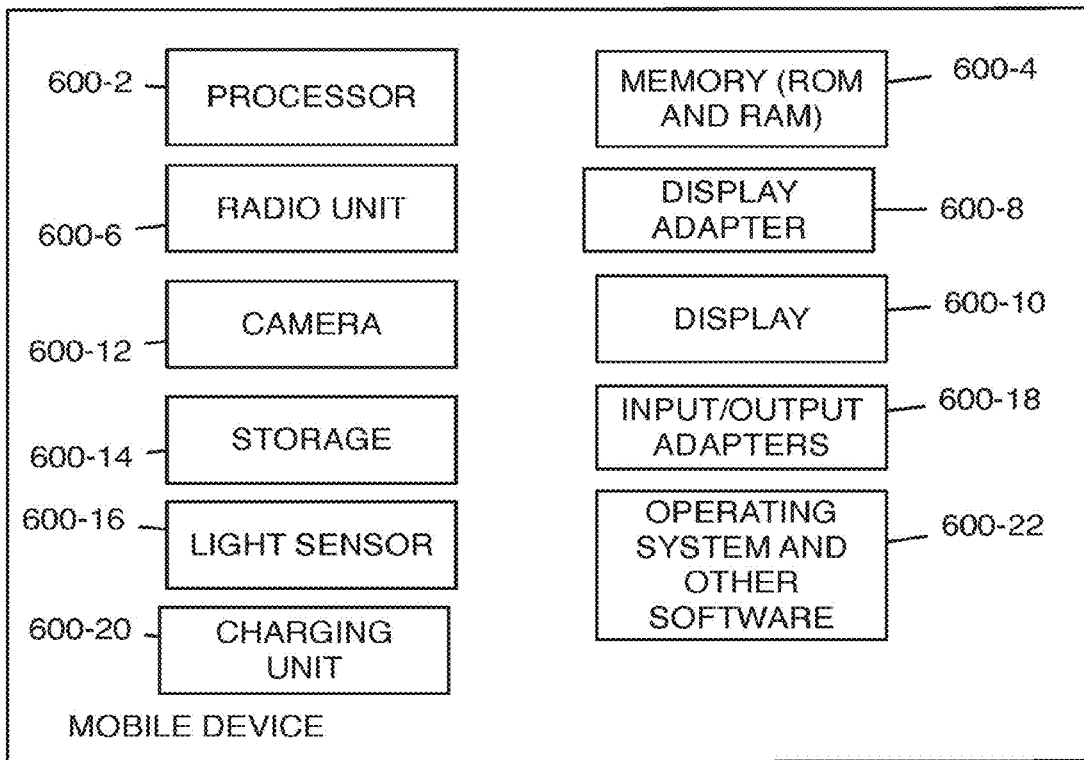 600-2
PROCESSOR
MEMORY (ROM
AND RAM)
600-4
600-6
RADIO UNIT
DISPLAY
ADAPTER
600-8
600-12
CAMERA
DISPLAY
600-10
600-14
STORAGE
INPUT/OUTPUT
ADAPTERS
600-18
600-16
LIGHT SENSOR
OPERATING
SYSTEM AND
OTHER
SOFTWARE
600-22
600-20
CHARGING
UNIT
MOBILE DEVICE